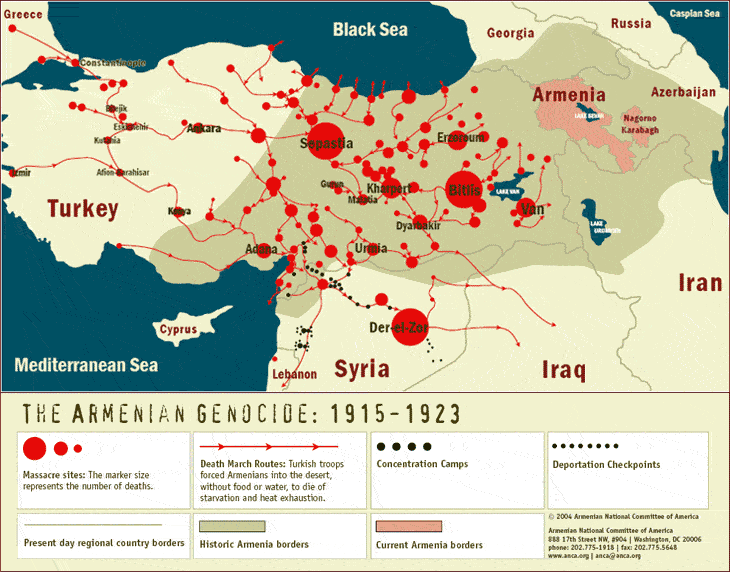 Greece
Black Sea
Georgia
Russia
Caspian Sea
Constantinople
Armenia
Azerbaijan
LAKE SEVAN
Nagorno
Karabagh
Bilejik
Eskishehir
Ankara
Kutahia
Sepastia
Erzeroum
Izmir
Afion-Karahisar
Gurun
Kharpert
Malatia
Bitlis
LAKE VAN
Van
Turkey
Konya
Dyarbakir
LAKE
URMIA
Adana
Urfia
Iran
Cyprus
Der-el-Zor
Mediterranean Sea
Lebanon
Syria
Iraq
THE ARMENIAN GENOCIDE: 1915-1923
Massacre sites: The marker size
represents the number of deaths.
Death March Routes: Turkish troops
forced Armenians into the desert,
without food or water, to die of
starvation and heat exhaustion.
Concentration Camps
Deportation Checkpoints
Present day regional country borders
Historic Armenia borders
Current Armenia borders
© 2004 Armenian National Committee of America
Armenian National Committee of America
888 17th Street NW, #904 | Washington, DC 20006
phone: 202.775-1918 | fax: 202.775.5648
www.anca.org | anca@anca.org